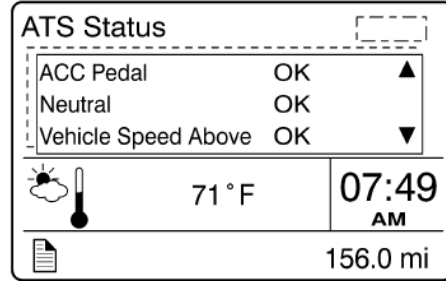 ATS Status
ACC Pedal OK
Neutral OK
Vehicle Speed Above OK
71°F
07:49
AM
156.0 mi